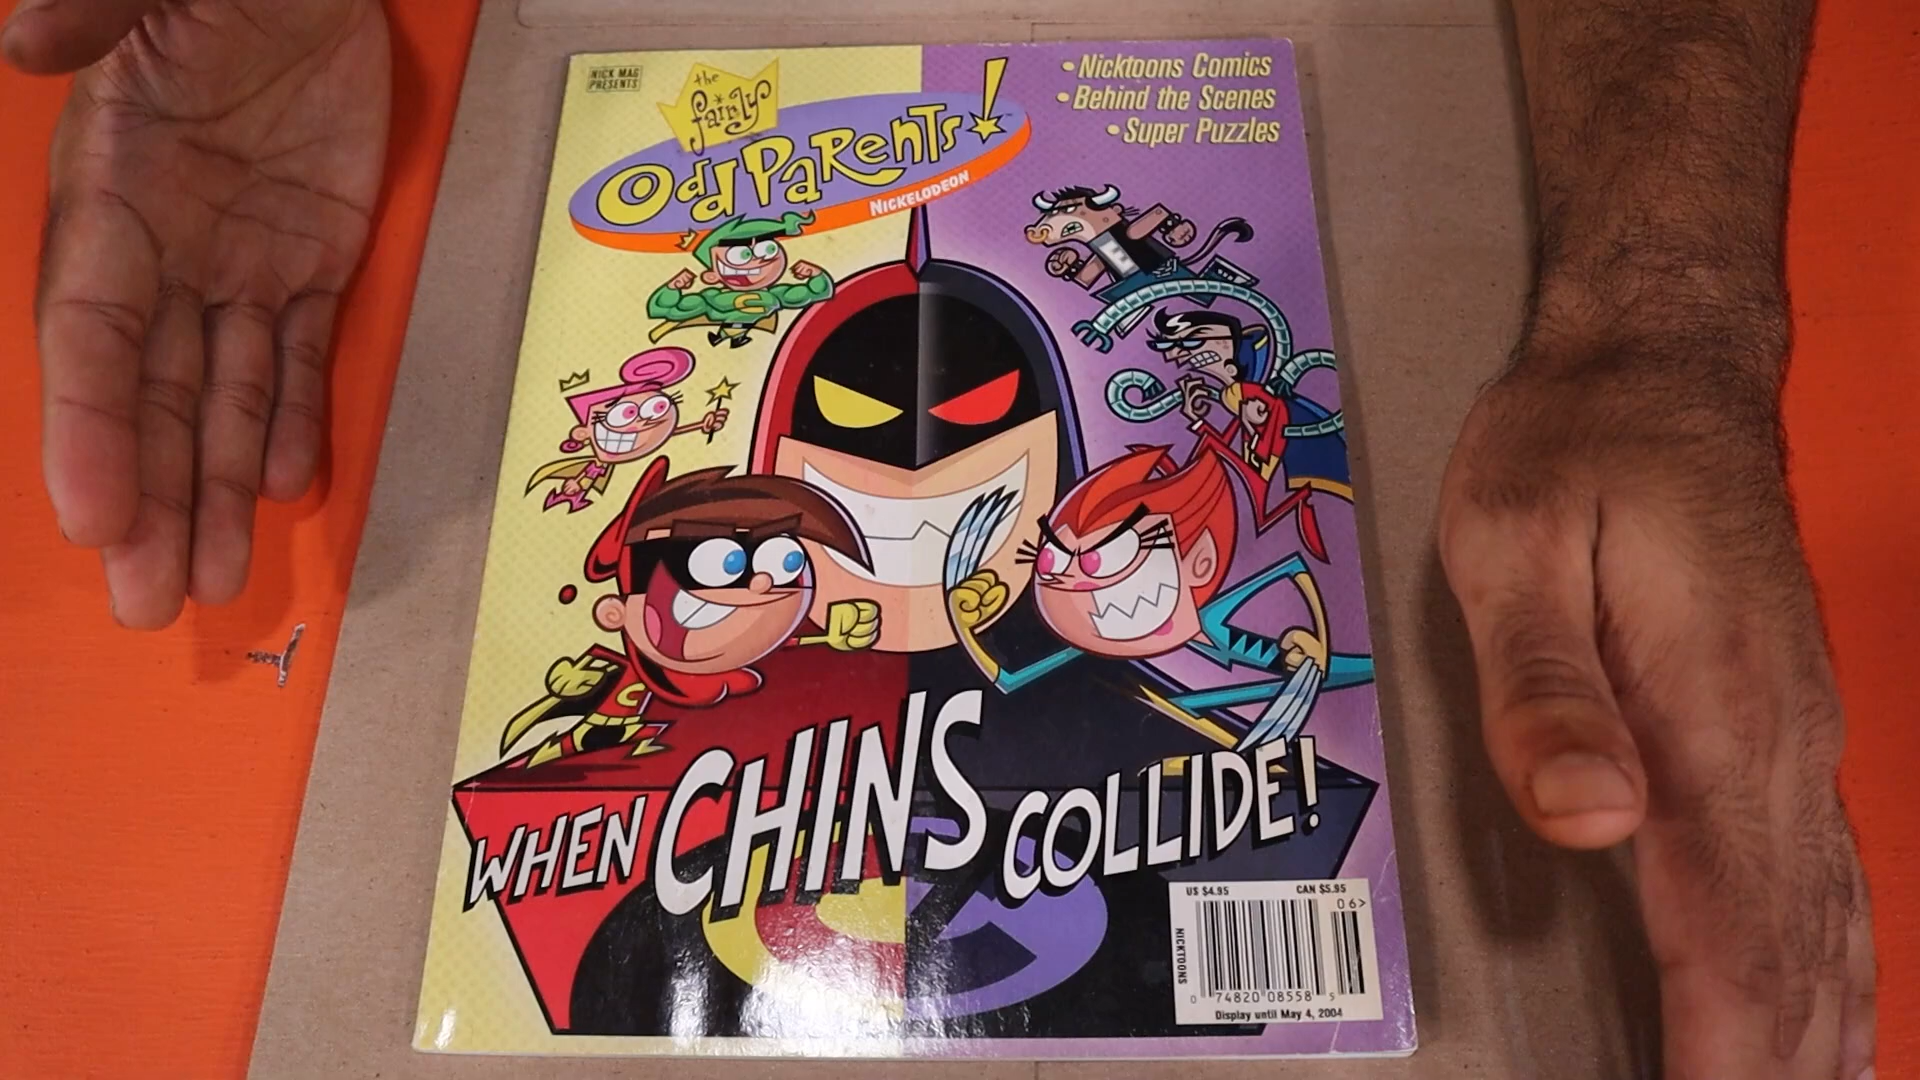 NICK MAG
PRESENTS
the
fairly
OddParents!
NICKELODEON
•Nicktoons Comics
•Behind the Scenes
•Super Puzzles
E
C
C
WHEN CHINS COLLIDE!
US $4.95 CAN $5.95
06>
NICKTOONS
0 74820 08558 5
Display until May 4, 2004